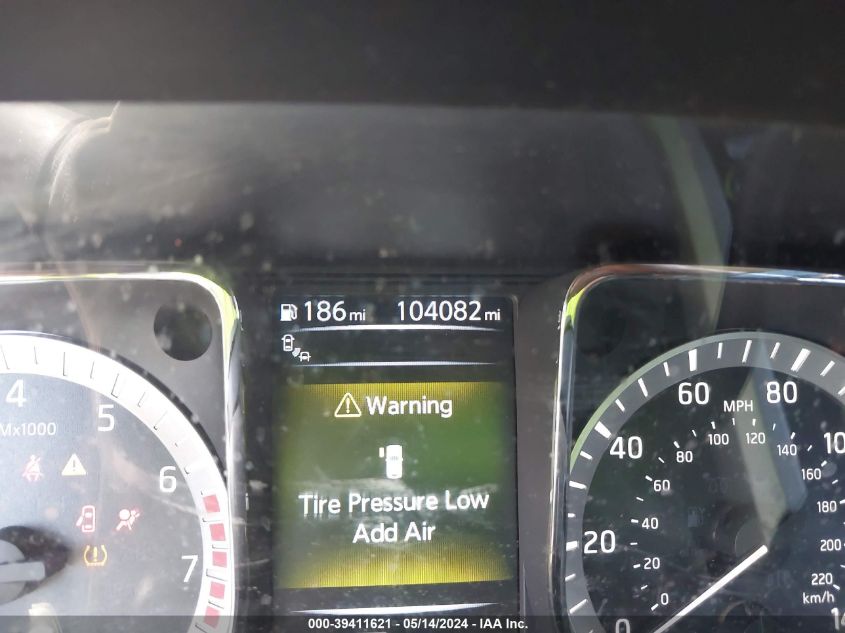 186 mi 104082 mi
Warning
Tire Pressure Low
Add Air
4
5
6
7
x1000
0
20
40
60
80
MPH
0
20
40
60
80
100
120
140
160
180
200
220
km/h
000-39411621 - 05/14/2024 - IAA Inc.